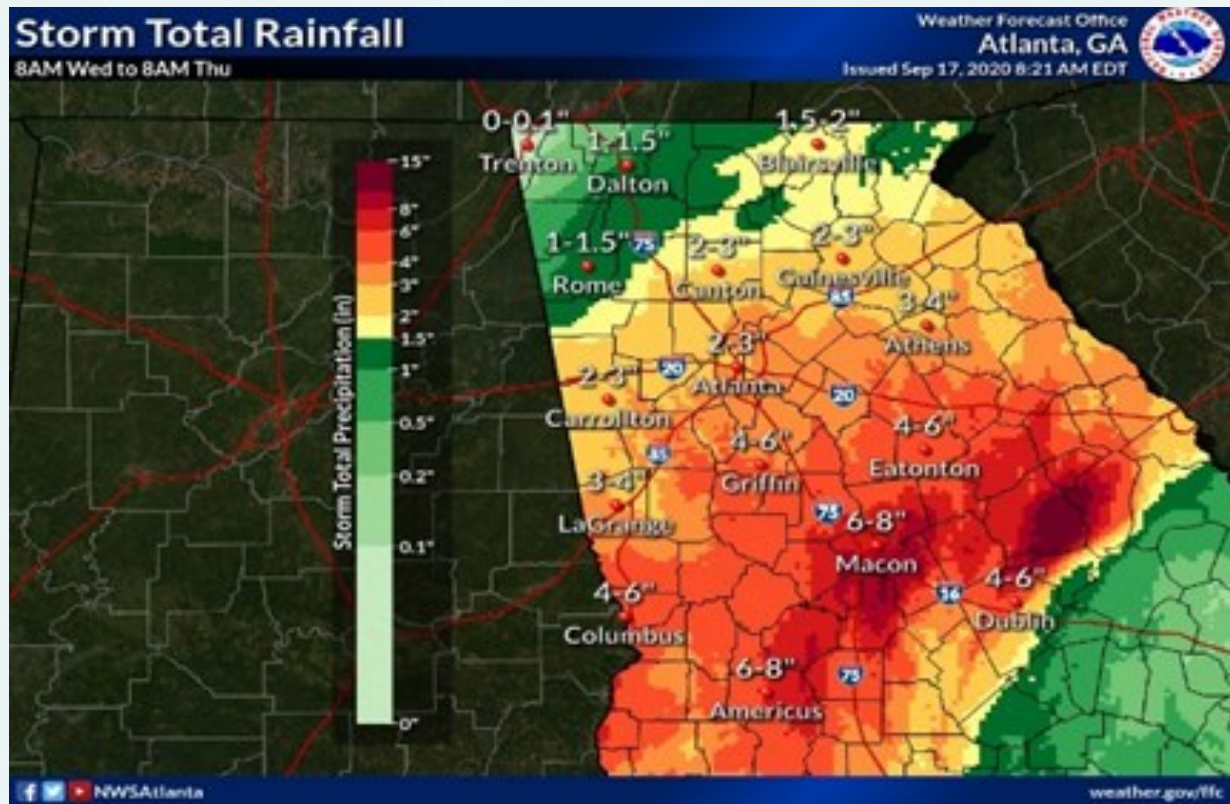 Storm Total Rainfall
8AM Wed to 8AM Thu
Weather Forecast Office
Atlanta, GA
Issued Sep 17, 2020 8:21 AM EDT
0-0.1"
Trenton
1-1.5"
Dalton
1.5-2"
Blairsville
1-1.5"
Rome
75
2-3"
Canton
2-3"
Gainesville
85
3-4"
Athens
2-3"
Atlanta
20
2-3"
Carrollton
20
4-6"
Griffin
85
4-6"
Eatonton
3-4"
LaGrange
75
6-8"
Macon
4-6"
Columbus
16
4-6"
Dublin
6-8"
Americus
75
Storm Total Precipitation (in)
15"
8"
6"
4"
3"
2"
1.5"
1"
0.5"
0.2"
0.1"
0"
NWSAtlanta
weather.gov/ffc